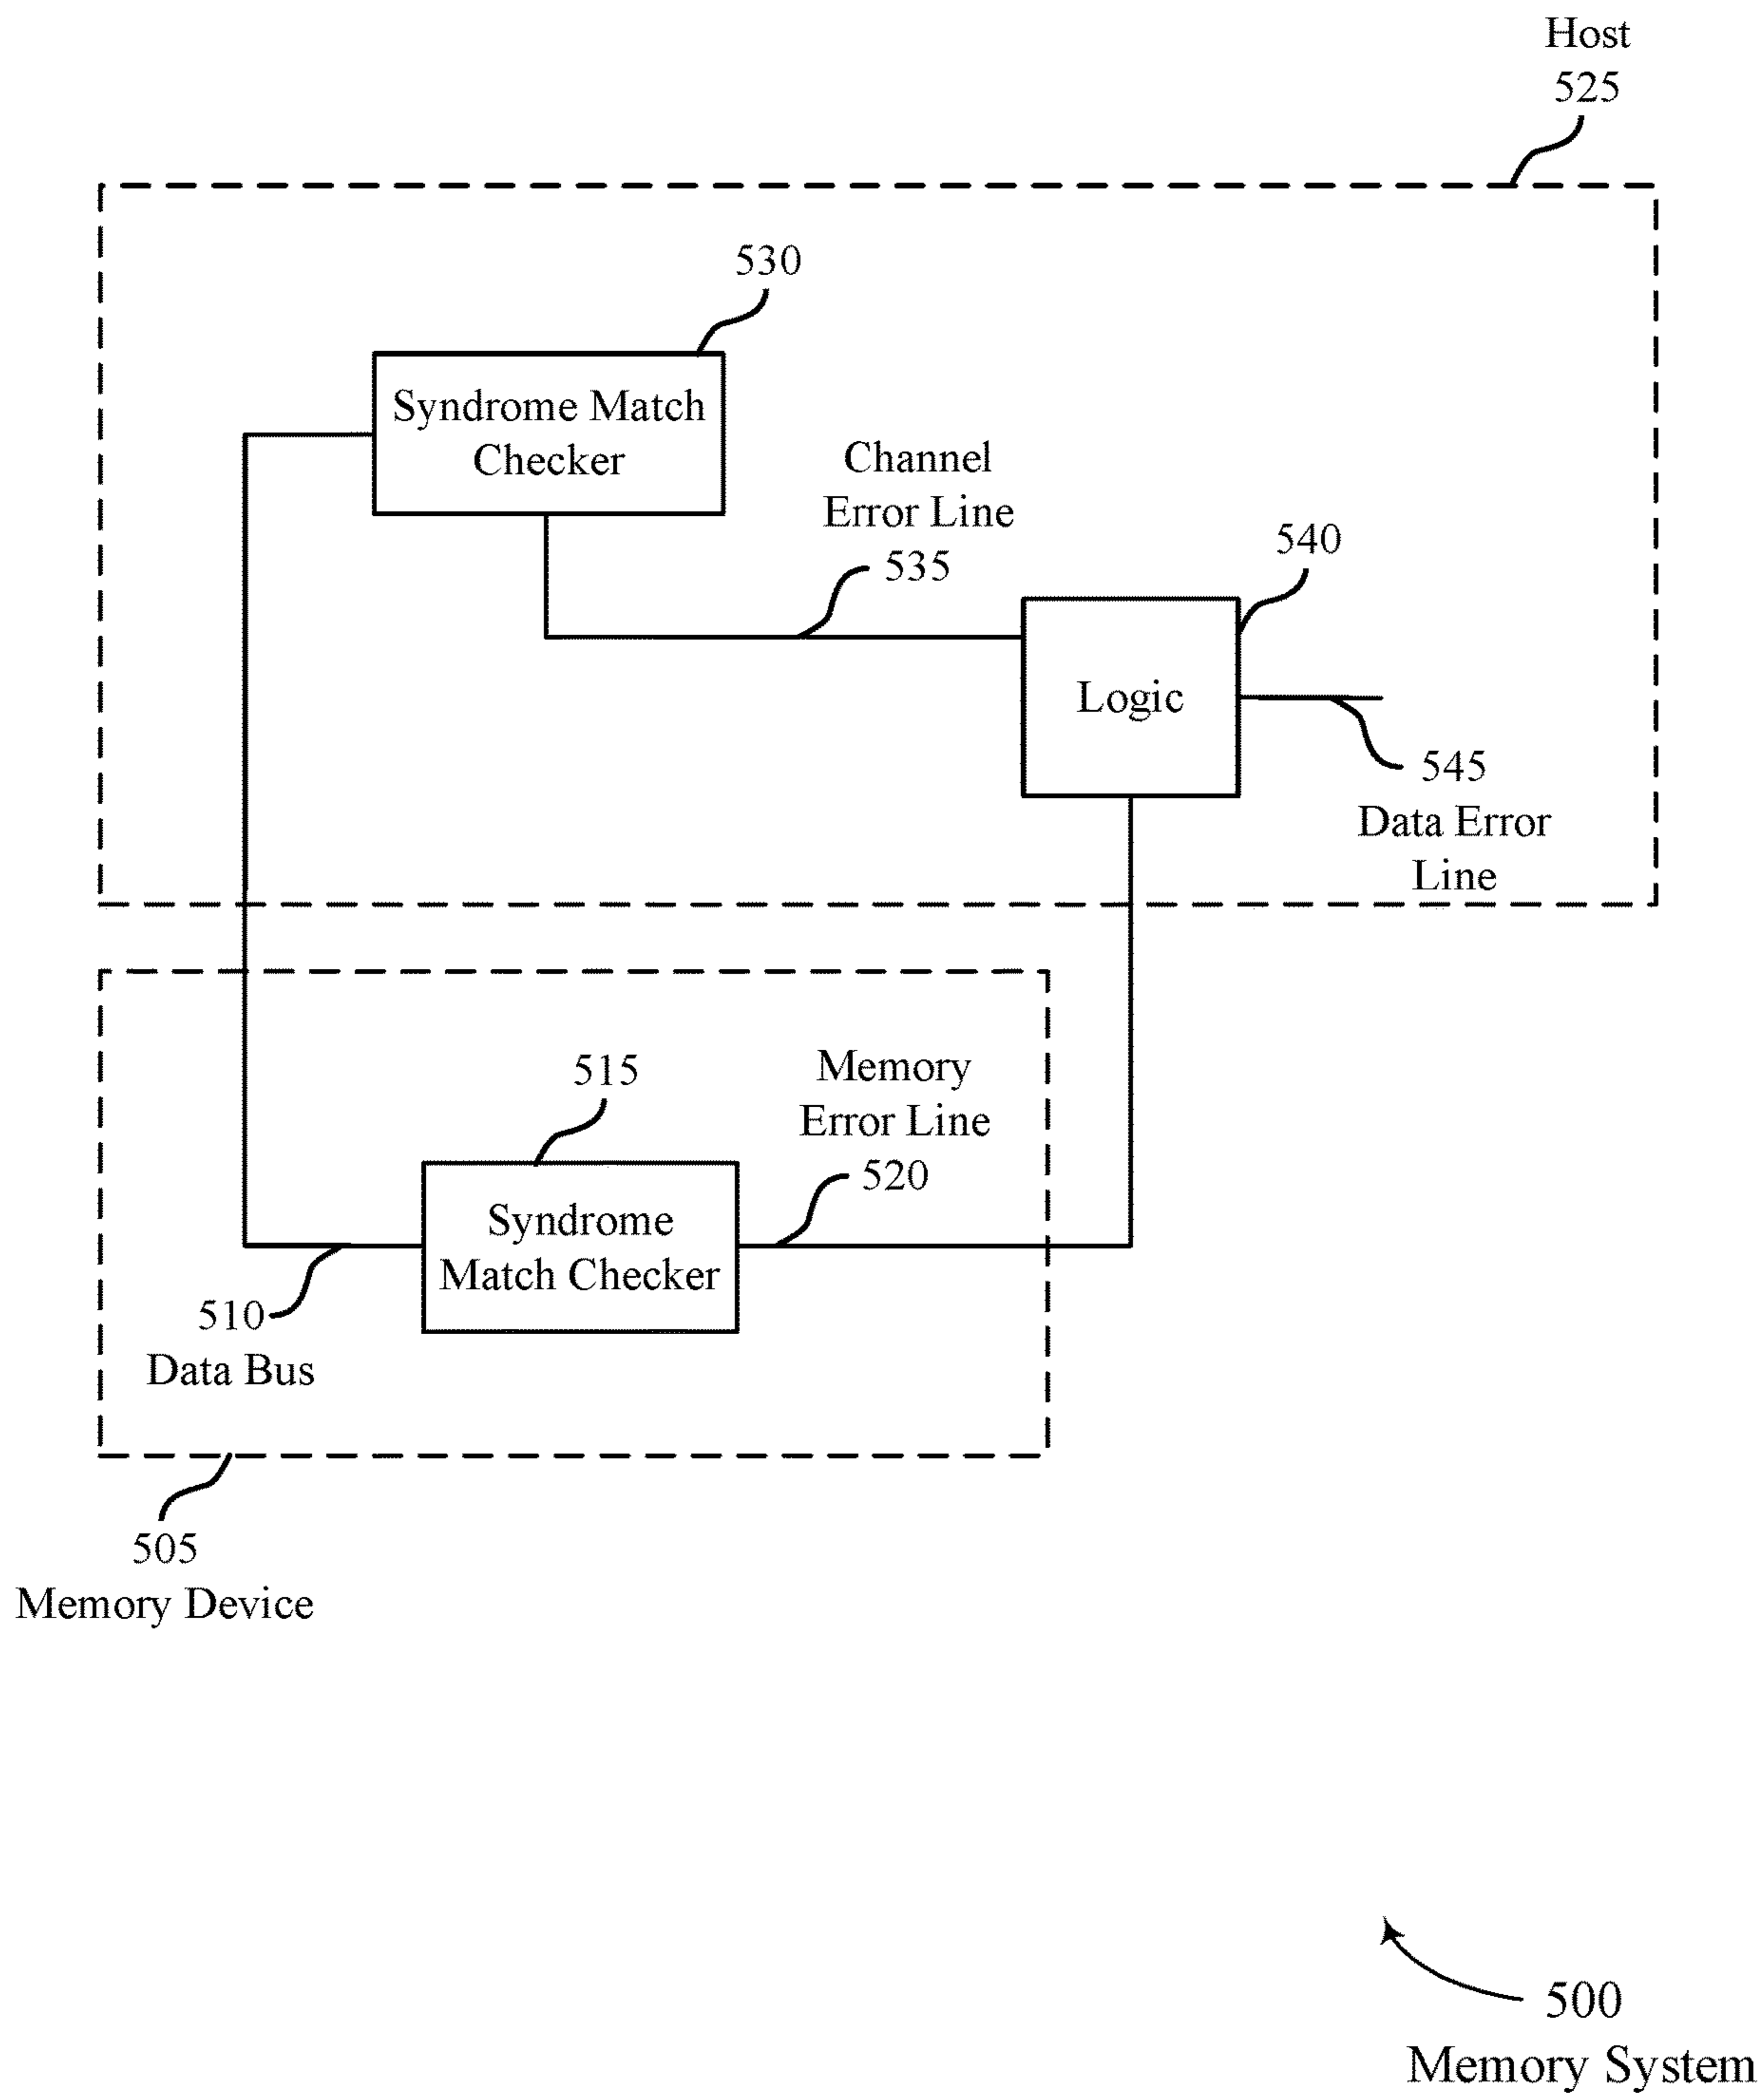 Host
525
530
Syndrome Match
Checker
Channel
Error Line
535
540
Logic
545
Data Error
Line
515
Memory
Error Line
520
Syndrome
Match Checker
510
Data Bus
505
Memory Device
500
Memory System